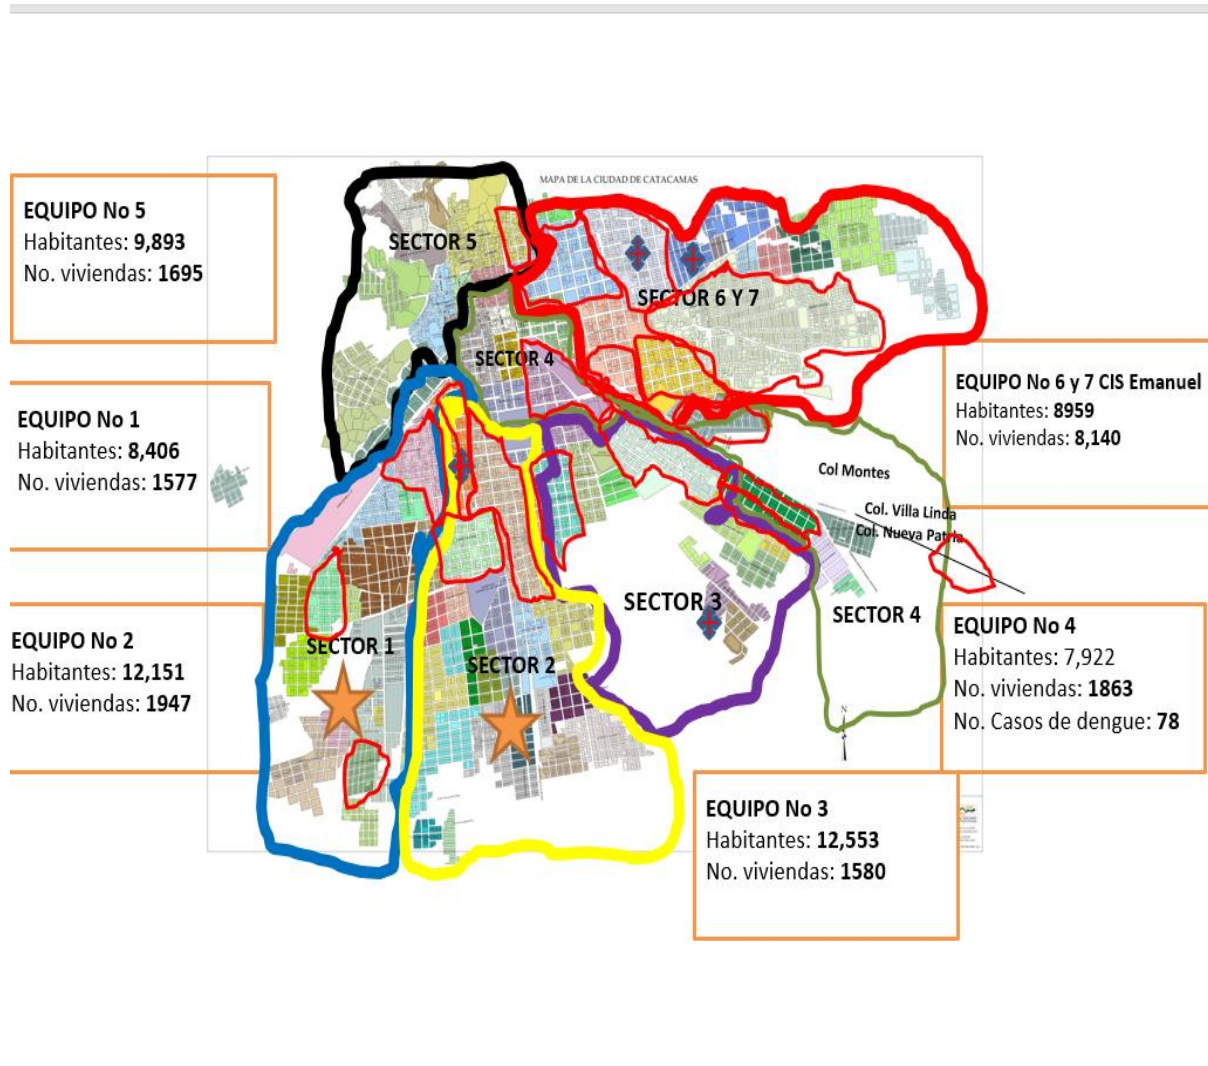 MAPA DE LA CIUDAD DE CATACAMAS
EQUIPO No 5
Habitantes: 9,893
No. viviendas: 1695
SECTOR 5
SECTOR 6 Y 7
SECTOR 4
EQUIPO No 6 y 7 CIS Emanuel
Habitantes: 8959
No. viviendas: 8,140
EQUIPO No 1
Habitantes: 8,406
No. viviendas: 1577
Col Montes
Col. Villa Linda
Col. Nueva Patria
EQUIPO No 2
Habitantes: 12,151
No. viviendas: 1947
SECTOR 1
SECTOR 2
SECTOR 3
SECTOR 4
EQUIPO No 4
Habitantes: 7,922
No. viviendas: 1863
No. Casos de dengue: 78
N
EQUIPO No 3
Habitantes: 12,553
No. viviendas: 1580